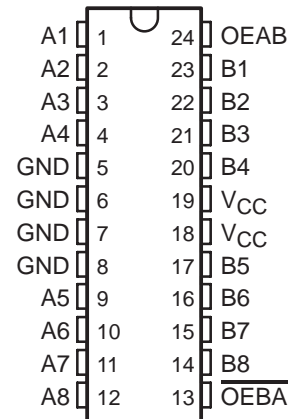 A1 1 24 OEAB
A2 2 23 B1
A3 3 22 B2
A4 4 21 B3
GND 5 20 B4
GND 6 19 VCC
GND 7 18 VCC
GND 8 17 B5
A5 9 16 B6
A6 10 15 B7
A7 11 14 B8
A8 12 13 OEBA